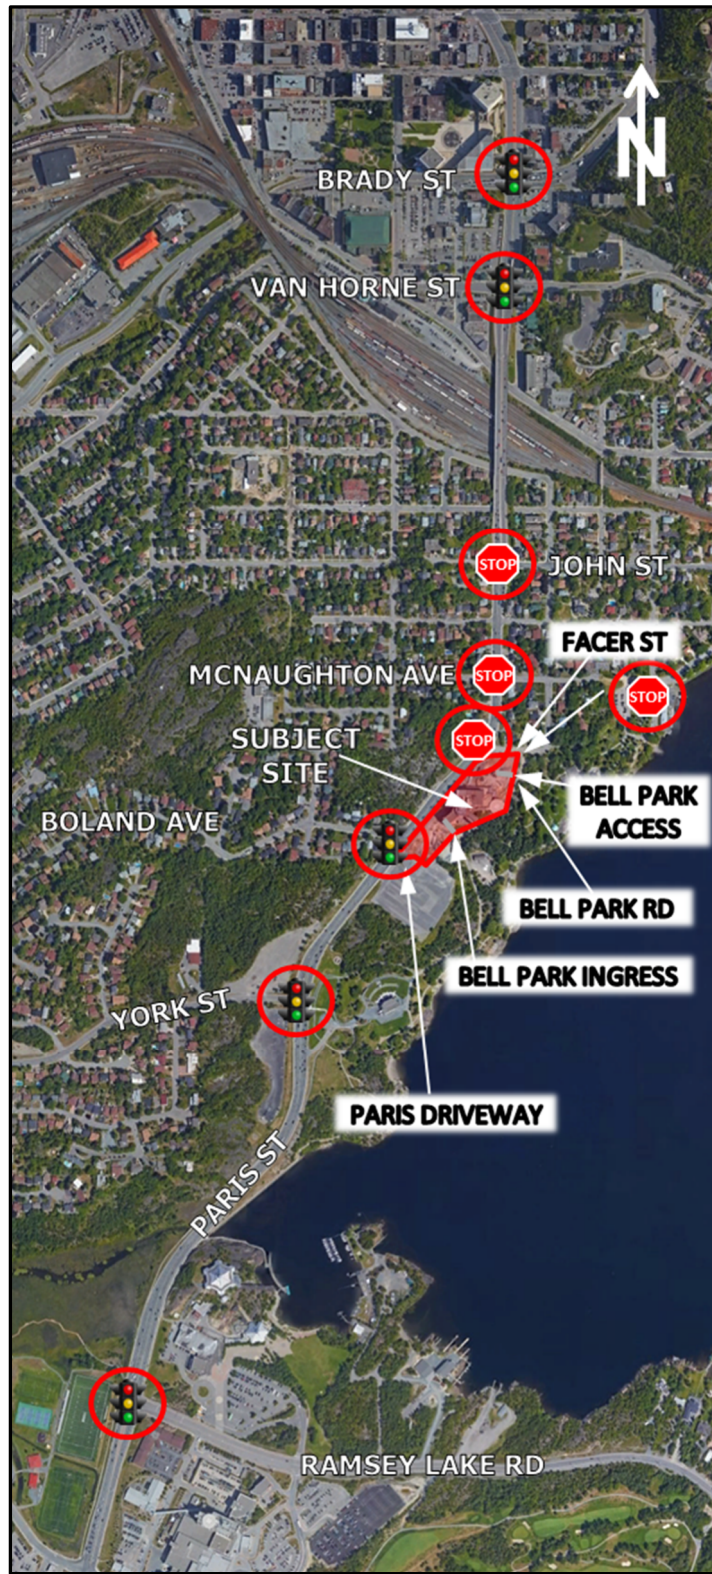 N
BRADY ST
VAN HORNE ST
STOP
JOHN ST
FACER ST
MCNAUGHTON AVE
STOP
STOP
STOP
SUBJECT
SITE
BELL PARK
ACCESS
BOLAND AVE
BELL PARK RD
BELL PARK INGRESS
YORK ST
PARIS DRIVEWAY
PARIS ST
RAMSEY LAKE RD